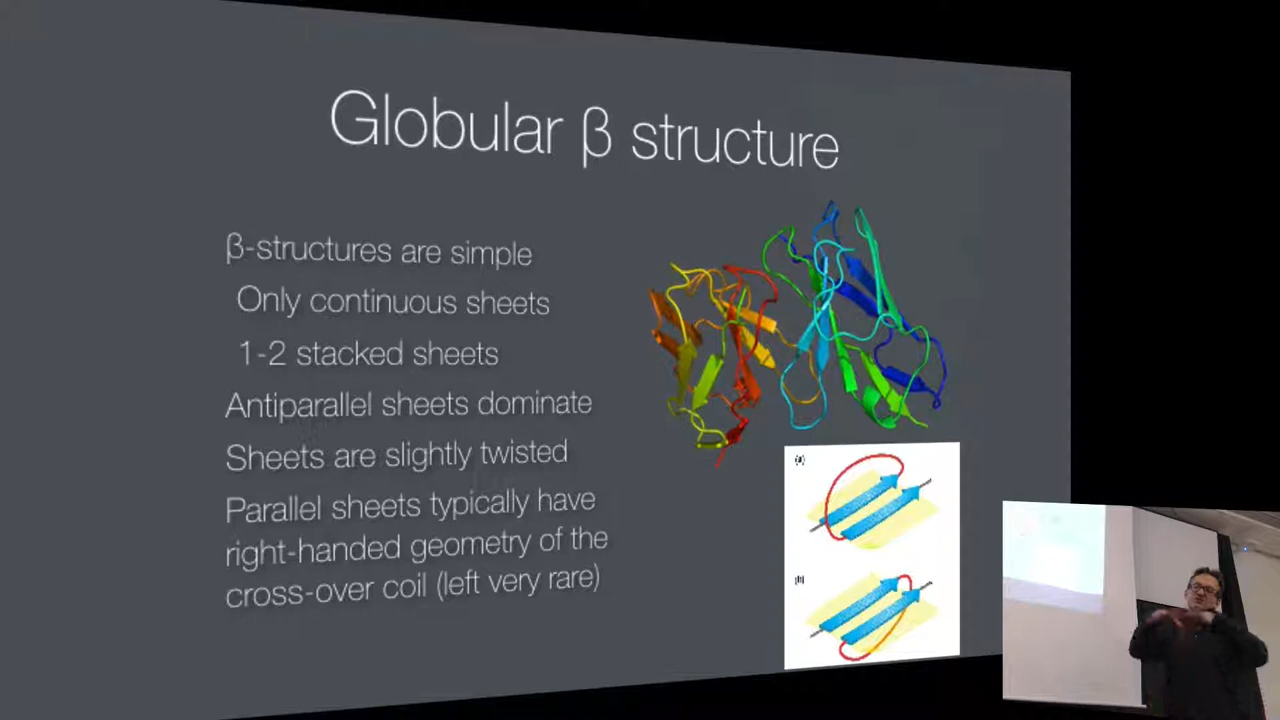 Globular β structure
β-structures are simple
Only continuous sheets
1-2 stacked sheets
Antiparallel sheets dominate
Sheets are slightly twisted
Parallel sheets typically have
right-handed geometry of the
cross-over coil (left very rare)
(a)
(b)